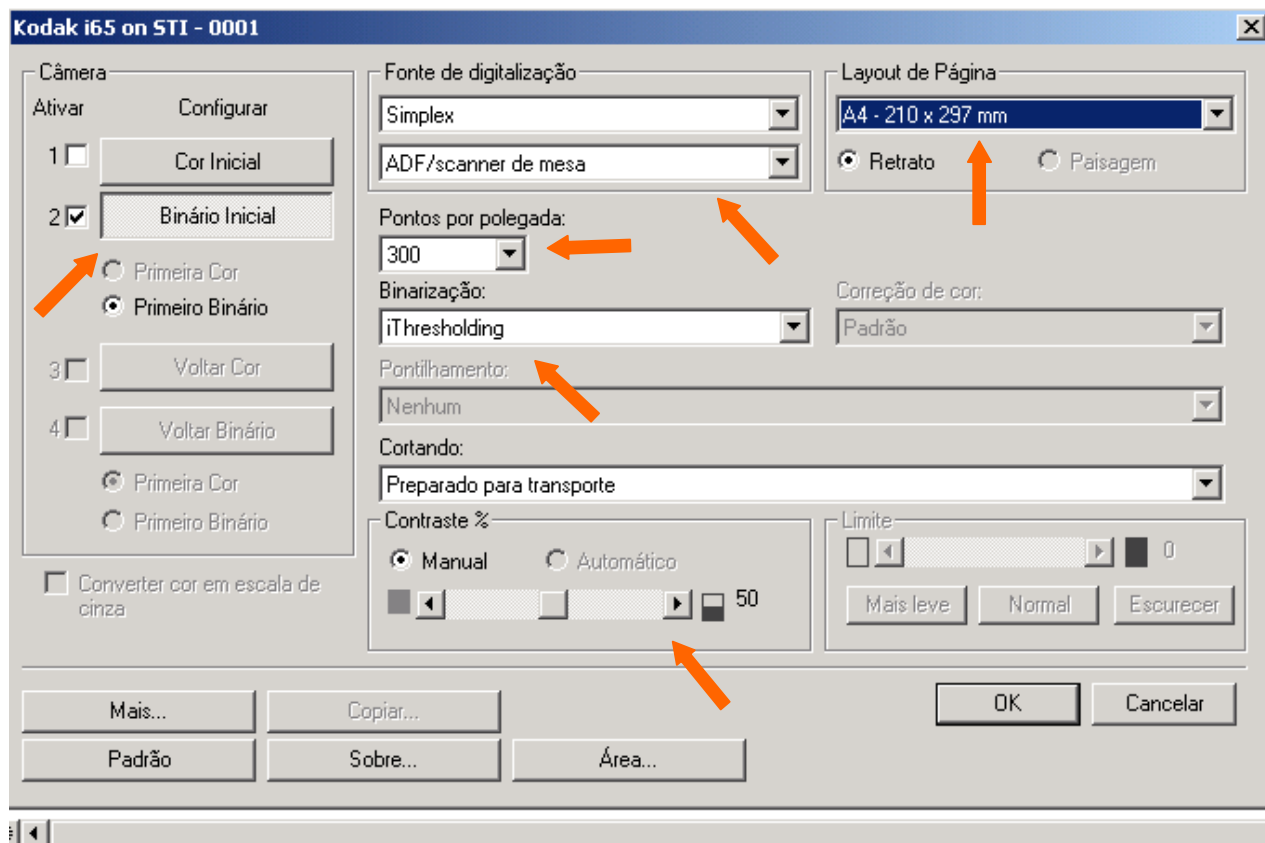 Kodak i65 on STI - 0001
Câmera
Ativar Configurar
1 Cor Inicial
2 Binário Inicial
Primeira Cor
Primeiro Binário
3 Voltar Cor
4 Voltar Binário
Primeira Cor
Primeiro Binário
Converter cor em escala de
cinza
Fonte de digitalização
Simplex
ADF/scanner de mesa
Layout de Página
A4 - 210 x 297 mm
Retrato Paisagem
Pontos por polegada:
300
Binarização:
iThresholding
Correção de cor:
Padrão
Pontilhamento:
Nenhum
Cortando:
Preparado para transporte
Contraste %
Manual Automático
50
Limite
0
Mais leve Normal Escurecer
Mais... Copiar...
Padrão Sobre... Área...
OK Cancelar